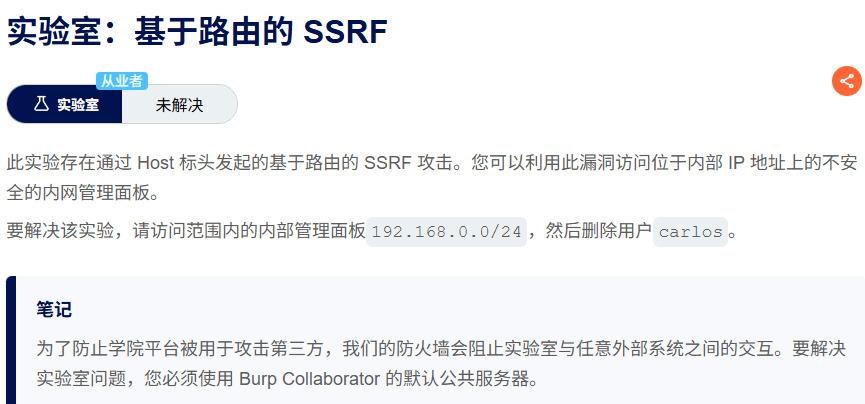 实验室：基于路由的 SSRF
从业者
实验室
未解决
此实验存在通过 Host 标头发起的基于路由的 SSRF 攻击。您可以利用此漏洞访问位于内部 IP 地址上的不安
全的内网管理面板。
要解决该实验，请访问范围内的内部管理面板 192.168.0.0/24 ，然后删除用户 carlos 。
笔记
为了防止学院平台被用于攻击第三方，我们的防火墙会阻止实验室与任意外部系统之间的交互。要解决
实验室问题，您必须使用 Burp Collaborator 的默认公共服务器。